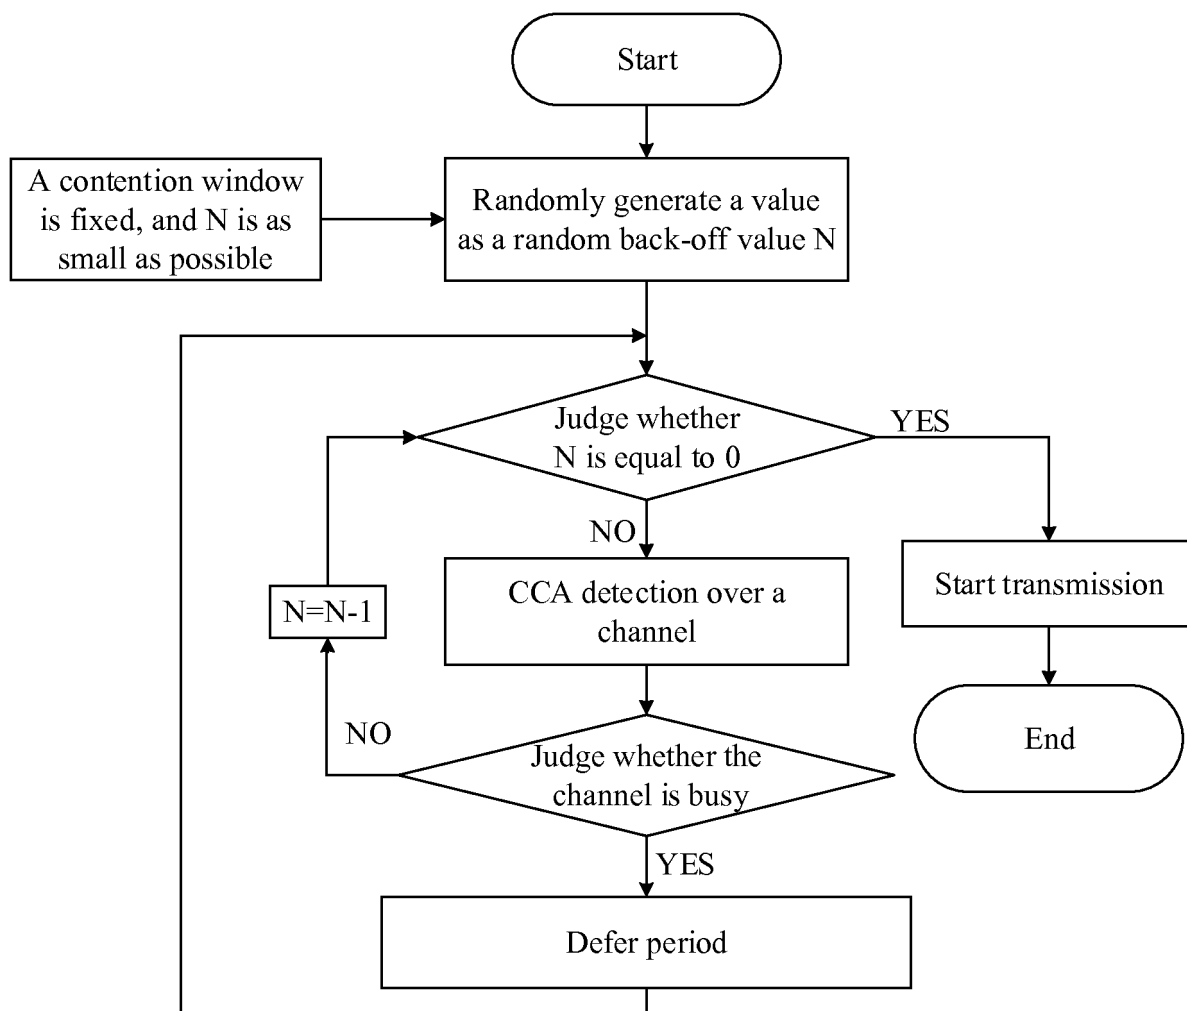 Start
A contention window
is fixed, and N is as
small as possible
Randomly generate a value
as a random back-off value N
Judge whether
N is equal to 0
YES
NO
CCA detection over a
channel
Start transmission
N=N-1
NO
Judge whether the
channel is busy
End
YES
Defer period